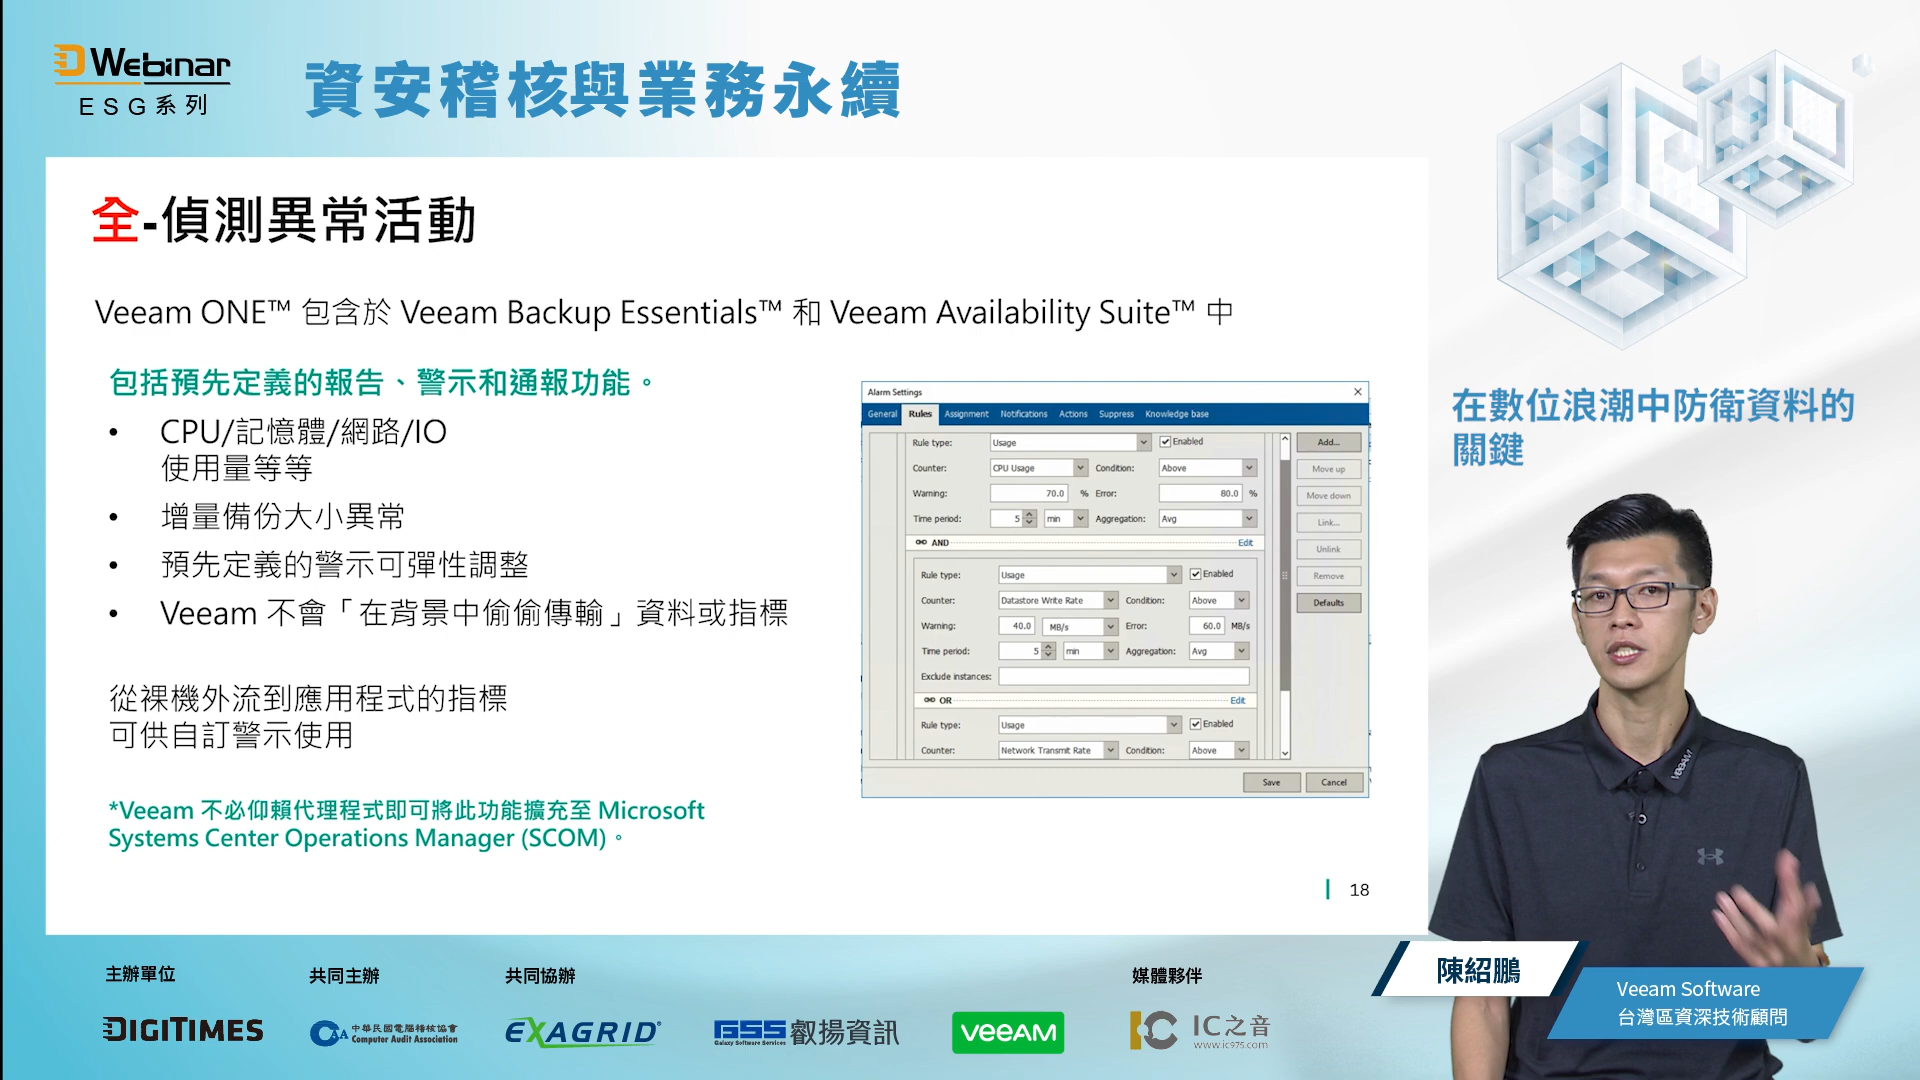 D Webinar
ESG系列
資安稽核與業務永續
全-偵測異常活動
Veeam ONE™ 包含於 Veeam Backup Essentials™ 和 Veeam Availability Suite™ 中
包括預先定義的報告、警示和通報功能。
• CPU/記憶體/網路/IO
使用量等等
• 增量備份大小異常
• 預先定義的警示可彈性調整
• Veeam 不會「在背景中偷偷傳輸」資料或指標
從裸機外流到應用程式的指標
可供自訂警示使用
*Veeam 不必仰賴代理程式即可將此功能擴充至 Microsoft
Systems Center Operations Manager (SCOM)。
Alarm Settings
General Rules Assignment Notifications Actions Suppress Knowledge base
Rule type: Usage Enabled
Counter: CPU Usage Condition: Above
Warning: 70.0 % Error: 80.0 %
Time period: 5 min Aggregation: Avg
AND Edit
Rule type: Usage Enabled
Counter: Datastore Write Rate Condition: Above
Warning: 40.0 MB/s Error: 60.0 MB/s
Time period: 5 min Aggregation: Avg
Exclude instances:
OR Edit
Rule type: Usage Enabled
Counter: Network Transmit Rate Condition: Above
Add...
Move up
Move down
Link...
Unlink
Remove
Defaults
Save Cancel
18
在數位浪潮中防衛資料的
關鍵
VEEAM
陳紹鵬
Veeam Software
台灣區資深技術顧問
主辦單位
DIGITIMES
共同主辦
CAA 中華民國電腦稽核協會
Computer Audit Association
共同協辦
EXAGRID®
GSS 叡揚資訊
Galaxy Software Services
VEEAM
媒體夥伴
IC IC之音
www.ic975.com